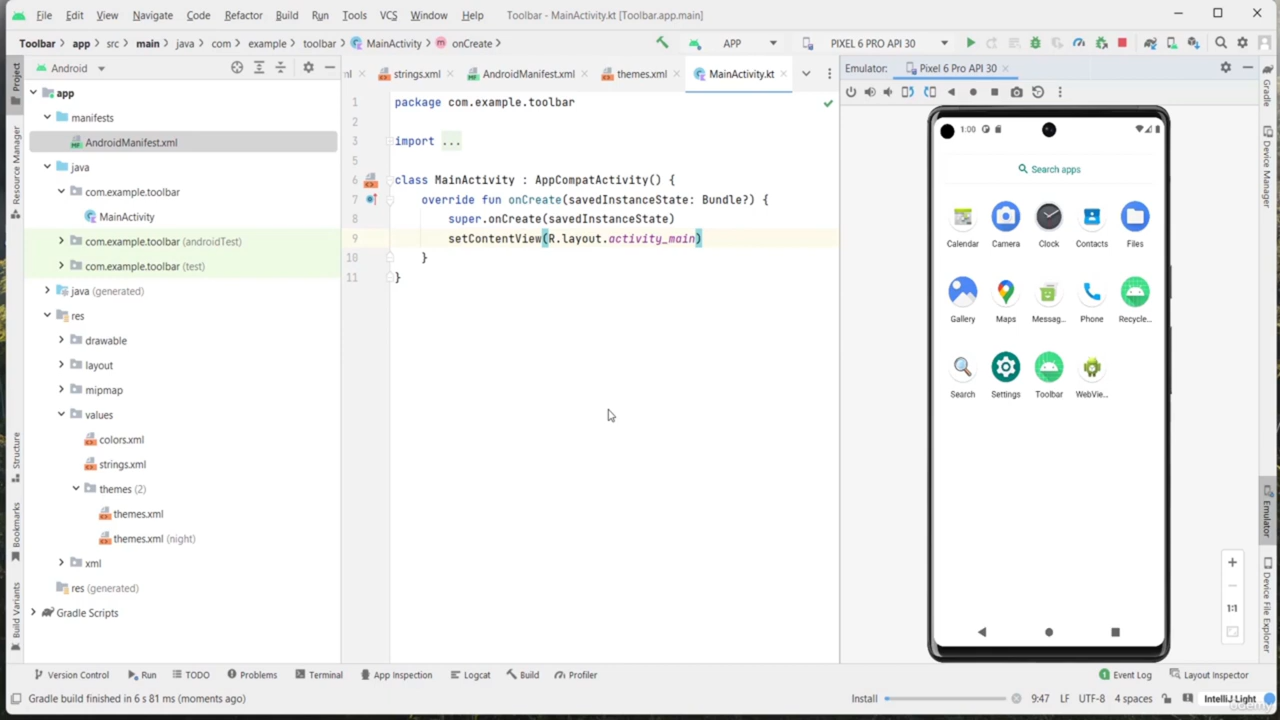 File Edit View Navigate Code Refactor Build Run Tools VCS Window Help Toolbar - MainActivity.kt [Toolbar.app.main]
Toolbar app src main java com example toolbar MainActivity onCreate APP PIXEL 6 PRO API 30
Android
ml strings.xml AndroidManifest.xml themes.xml MainActivity.kt
Emulator: Pixel 6 Pro API 30
Project
Resource Manager
Structure
Bookmarks
Build Variants
app
manifests
AndroidManifest.xml
java
com.example.toolbar
MainActivity
com.example.toolbar (androidTest)
com.example.toolbar (test)
java (generated)
res
drawable
layout
mipmap
values
colors.xml
strings.xml
themes (2)
themes.xml
themes.xml (night)
xml
res (generated)
Gradle Scripts
1 package com.example.toolbar
2
3 import ...
5
6 class MainActivity : AppCompatActivity() {
7 override fun onCreate(savedInstanceState: Bundle?) {
8 super.onCreate(savedInstanceState)
9 setContentView(R.layout.activity_main)
10 }
11 }
1:00
Search apps
Calendar Camera Clock Contacts Files
Gallery Maps Messag... Phone Recycle...
Search Settings Toolbar WebVie...
1:1
Gradle
Device Manager
Emulator
Device File Explorer
Version Control Run TODO Problems Terminal App Inspection Logcat Build Profiler 1 Event Log Layout Inspector
Gradle build finished in 6 s 81 ms (moments ago) Install 9:47 LF UTF-8 4 spaces IntelliJ Light
udemy